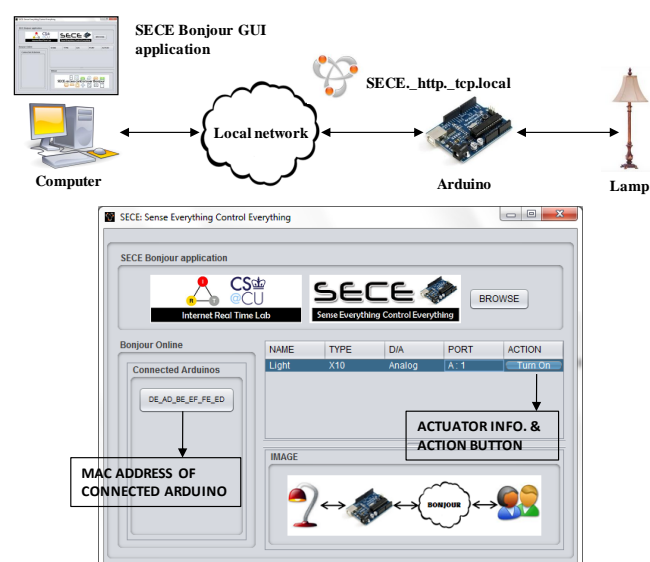 SECE Bonjour GUI
application
SECE._http._tcp.local
Local network
Computer
Arduino
Lamp
SECE: Sense Everything Control Everything
SECE Bonjour application
I
R
T
CS
@CU
Internet Real Time Lab
SECE
Sense Everything Control Everything
BROWSE
Bonjour Online
Connected Arduinos
DE_AD_BE_EF_FE_ED
NAME TYPE D/A PORT ACTION
Light X10 Analog A : 1 Turn On
ACTUATOR INFO. &
ACTION BUTTON
MAC ADDRESS OF
CONNECTED ARDUINO
IMAGE
BONJOUR